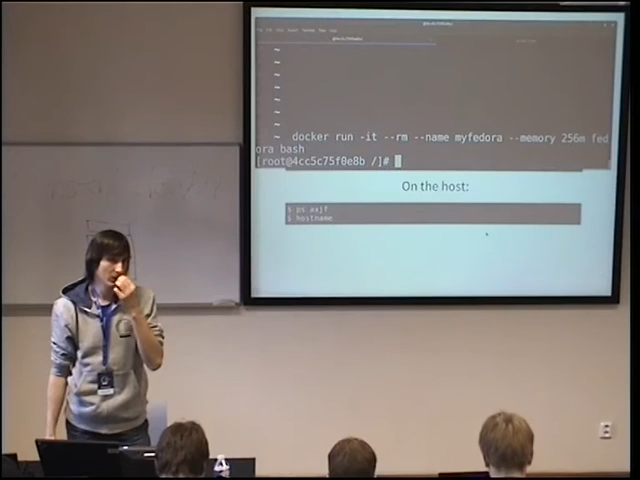 ~
~
~
~
~
~
~
~ docker run -it --rm --name myfedora --memory 256m fed
ora bash
[root@4cc5c75f0e8b /]#
On the host:
$ ps axjf
$ hostname